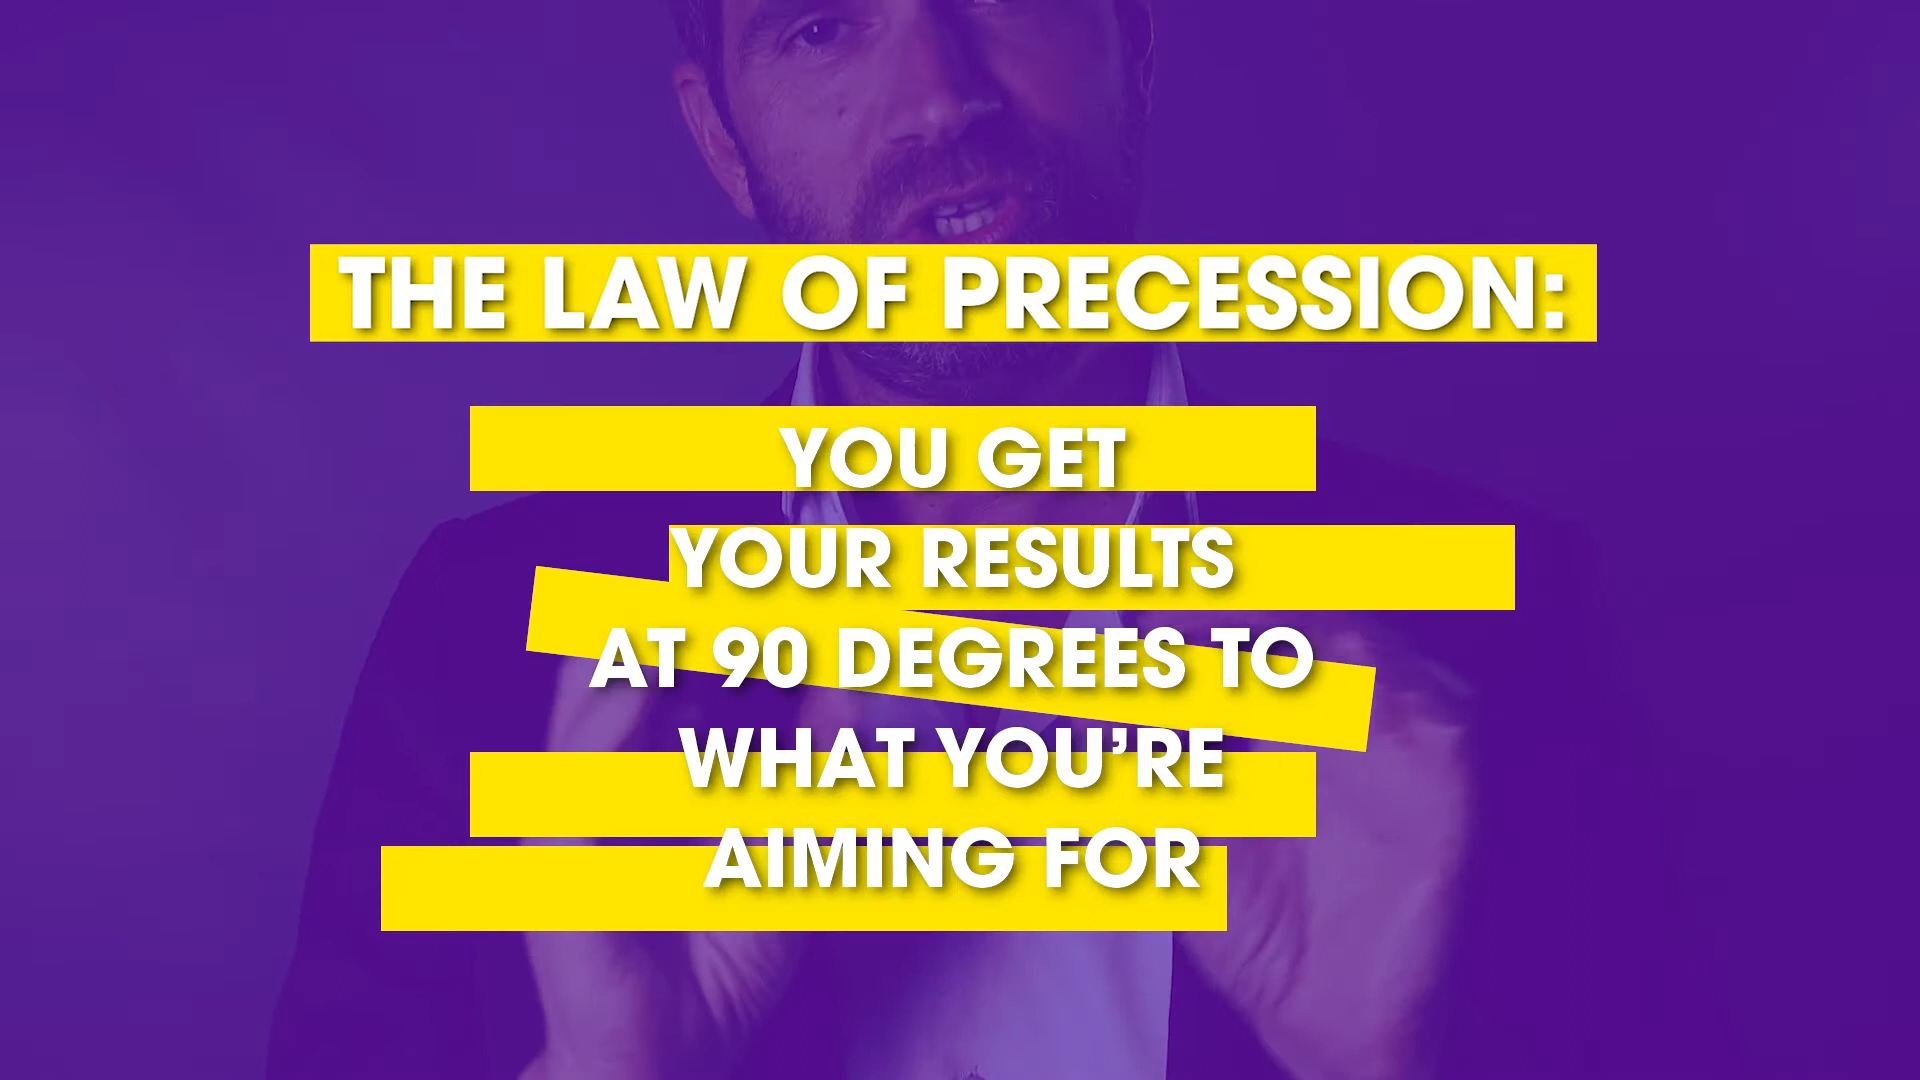 THE LAW OF PRECESSION:
YOU GET
YOUR RESULTS
AT 90 DEGREES TO
WHAT YOU’RE
AIMING FOR